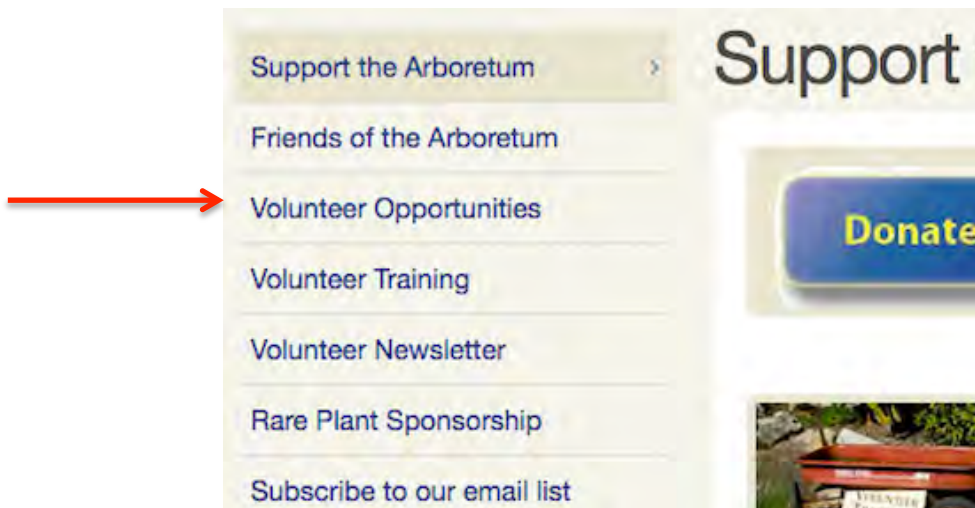 Support the Arboretum
Support
Friends of the Arboretum
Volunteer Opportunities
Donate
Volunteer Training
Volunteer Newsletter
Rare Plant Sponsorship
Subscribe to our email list